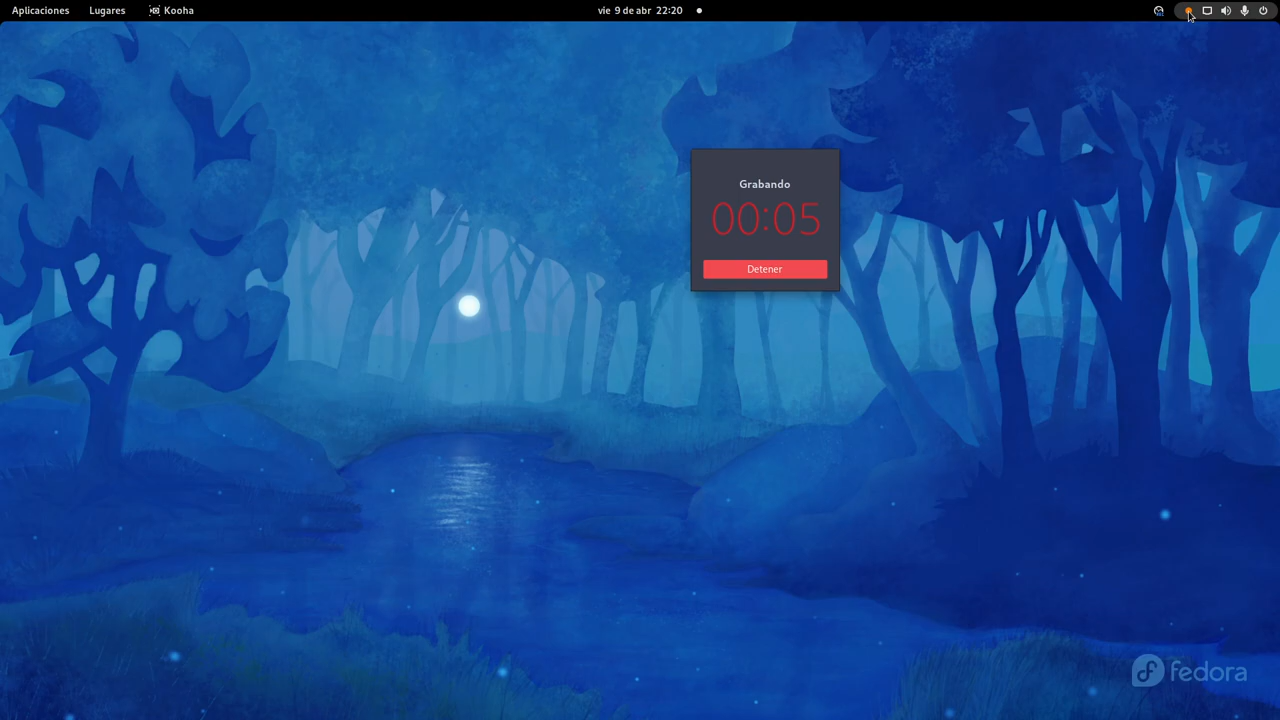 Aplicaciones Lugares Kooha vie 9 de abr 22:20
Grabando
00:05
Detener
fedora